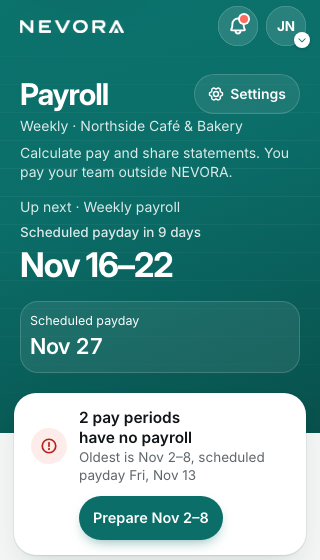 NEVORA
JN
Payroll
Settings
Weekly · Northside Café & Bakery
Calculate pay and share statements. You
pay your team outside NEVORA.
Up next · Weekly payroll
Scheduled payday in 9 days
Nov 16–22
Scheduled payday
Nov 27
2 pay periods
have no payroll
Oldest is Nov 2–8, scheduled
payday Fri, Nov 13
Prepare Nov 2–8